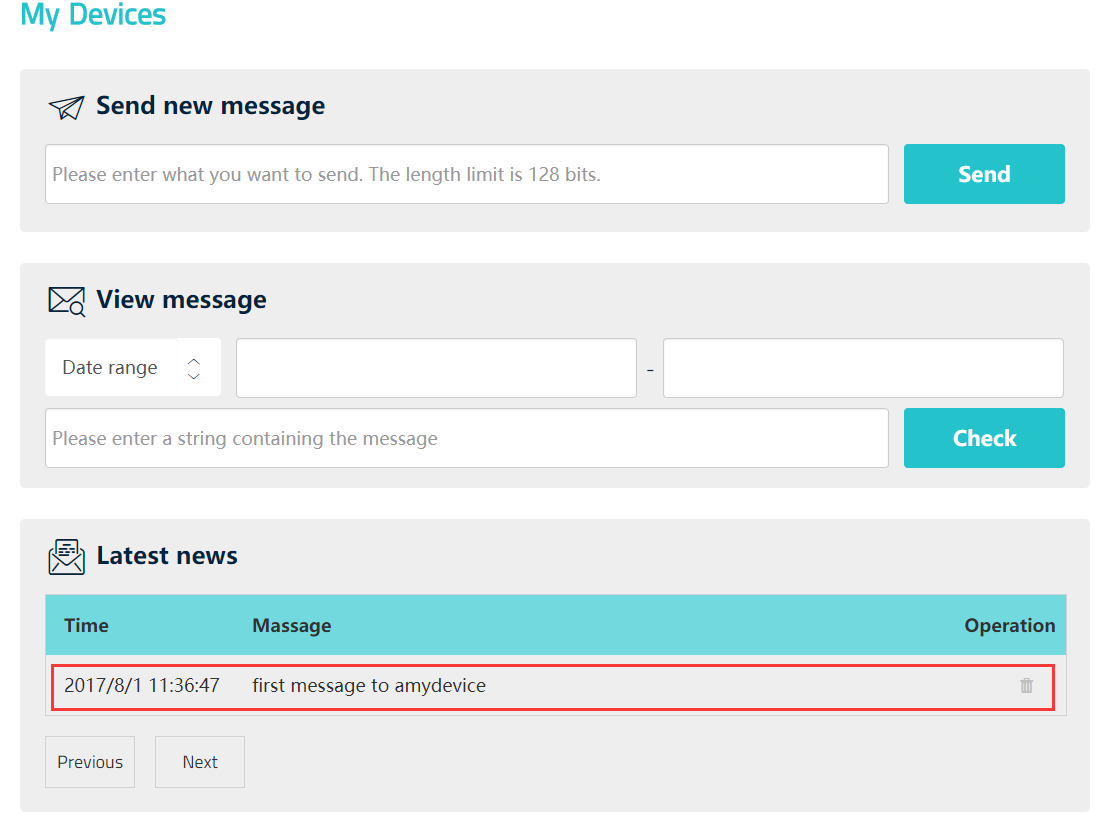 My Devices
Send new message
Please enter what you want to send. The length limit is 128 bits.
Send
View message
Date range
-
Please enter a string containing the message
Check
Latest news
Time Massage Operation
2017/8/1 11:36:47 first message to amydevice
Previous Next